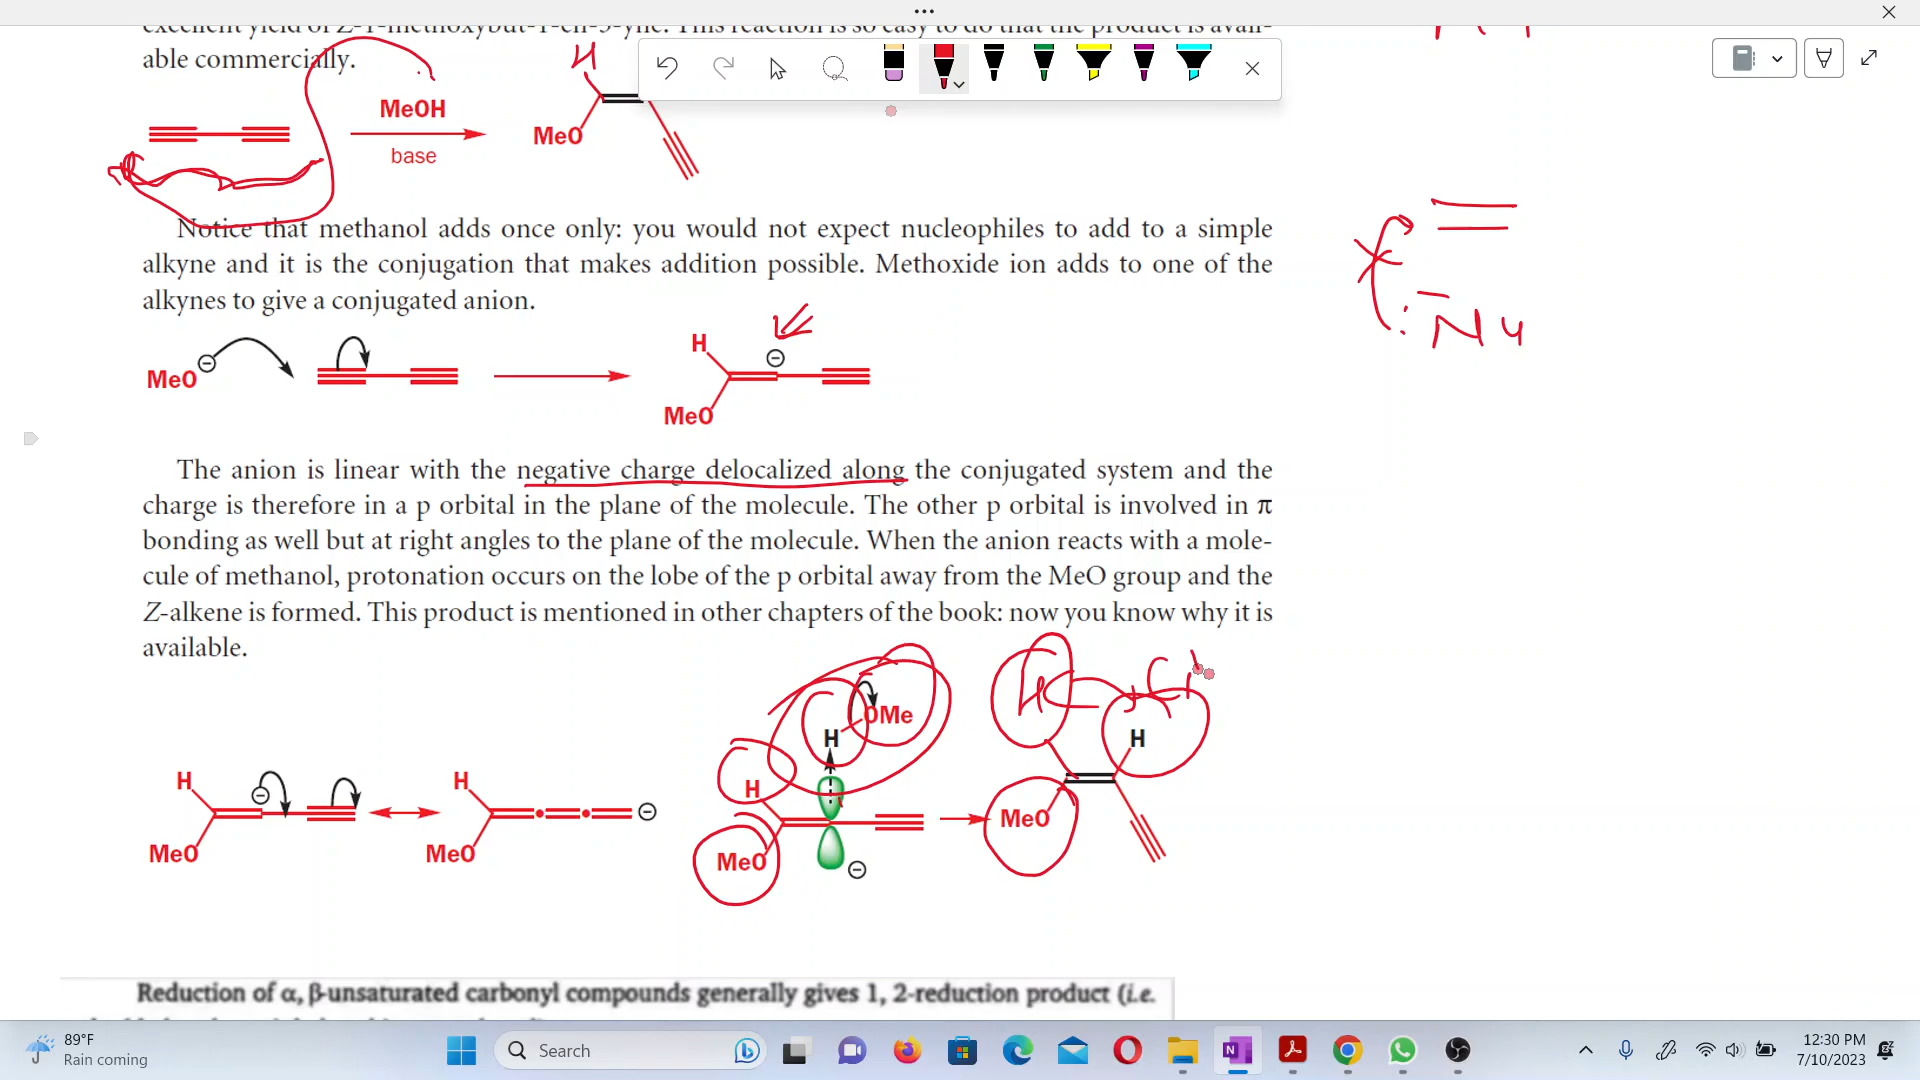 able commercially.
MeOH
base
MeO
H
Notice that methanol adds once only: you would not expect nucleophiles to add to a simple
alkyne and it is the conjugation that makes addition possible. Methoxide ion adds to one of the
alkynes to give a conjugated anion.
Nu
MeO
H
MeO
The anion is linear with the negative charge delocalized along the conjugated system and the
charge is therefore in a p orbital in the plane of the molecule. The other p orbital is involved in π
bonding as well but at right angles to the plane of the molecule. When the anion reacts with a mole-
cule of methanol, protonation occurs on the lobe of the p orbital away from the MeO group and the
Z-alkene is formed. This product is mentioned in other chapters of the book: now you know why it is
available.
H
MeO
H
MeO
OMe
H
H
MeO
H
H
MeO
Reduction of α, β-unsaturated carbonyl compounds generally gives 1, 2-reduction product (i.e.
89°F
Rain coming
Search
12:30 PM
7/10/2023